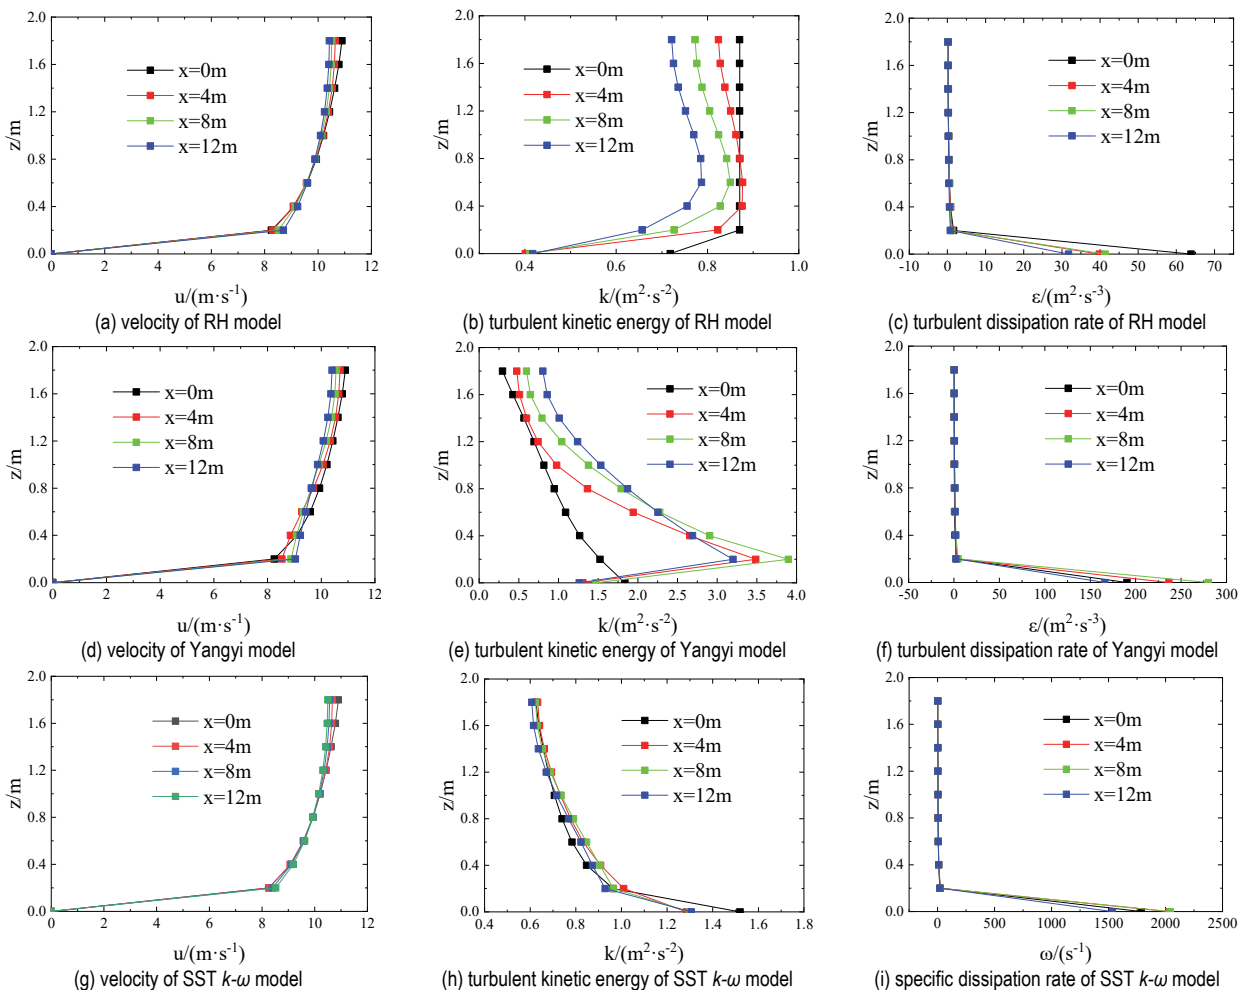 2.0
1.6
1.2
0.8
0.4
0.0
z/m
x=0m
x=4m
x=8m
x=12m
0 2 4 6 8 10 12
u/(m·s⁻¹)
(a) velocity of RH model
2.0
1.6
1.2
0.8
0.4
0.0
z/m
x=0m
x=4m
x=8m
x=12m
0.4 0.6 0.8 1.0
k/(m²·s⁻²)
(b) turbulent kinetic energy of RH model
2.0
1.6
1.2
0.8
0.4
0.0
z/m
x=0m
x=4m
x=8m
x=12m
-10 0 10 20 30 40 50 60 70
ε/(m²·s⁻³)
(c) turbulent dissipation rate of RH model
2.0
1.6
1.2
0.8
0.4
0.0
z/m
x=0m
x=4m
x=8m
x=12m
0 2 4 6 8 10 12
u/(m·s⁻¹)
(d) velocity of Yangyi model
2.0
1.6
1.2
0.8
0.4
0.0
z/m
x=0m
x=4m
x=8m
x=12m
0.0 0.5 1.0 1.5 2.0 2.5 3.0 3.5 4.0
k/(m²·s⁻²)
(e) turbulent kinetic energy of Yangyi model
2.0
1.6
1.2
0.8
0.4
0.0
z/m
x=0m
x=4m
x=8m
x=12m
-50 0 50 100 150 200 250 300
ε/(m²·s⁻³)
(f) turbulent dissipation rate of Yangyi model
2.0
1.6
1.2
0.8
0.4
0.0
z/m
x=0m
x=4m
x=8m
x=12m
0 2 4 6 8 10 12
u/(m·s⁻¹)
(g) velocity of SST k-ω model
2.0
1.6
1.2
0.8
0.4
0.0
z/m
x=0m
x=4m
x=8m
x=12m
0.4 0.6 0.8 1.0 1.2 1.4 1.6 1.8
k/(m²·s⁻²)
(h) turbulent kinetic energy of SST k-ω model
2.0
1.6
1.2
0.8
0.4
0.0
z/m
x=0m
x=4m
x=8m
x=12m
-500 0 500 1000 1500 2000 2500
ω/(s⁻¹)
(i) specific dissipation rate of SST k-ω model